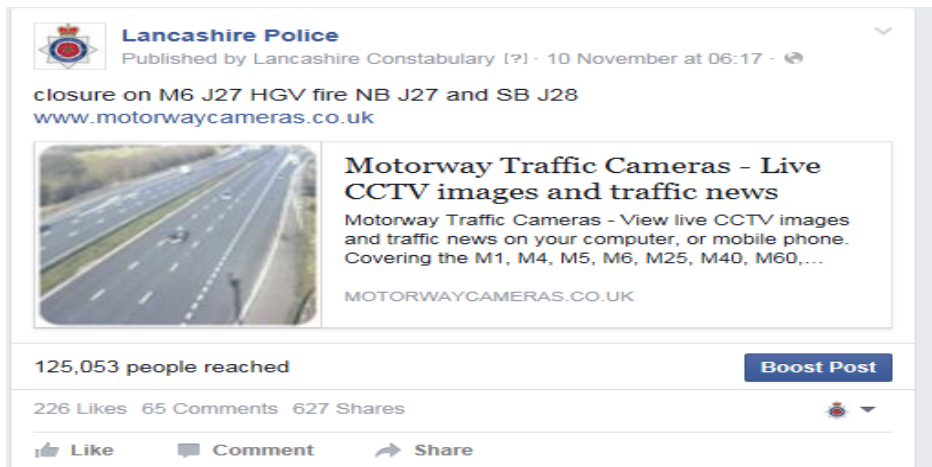 Lancashire Police
Published by Lancashire Constabulary [?] · 10 November at 06:17 ·
closure on M6 J27 HGV fire NB J27 and SB J28
www.motorwaycameras.co.uk
Motorway Traffic Cameras - Live
CCTV images and traffic news
Motorway Traffic Cameras - View live CCTV images
and traffic news on your computer, or mobile phone.
Covering the M1, M4, M5, M6, M25, M40, M60,...
MOTORWAYCAMERAS.CO.UK
125,053 people reached
Boost Post
226 Likes 65 Comments 627 Shares
Like Comment Share